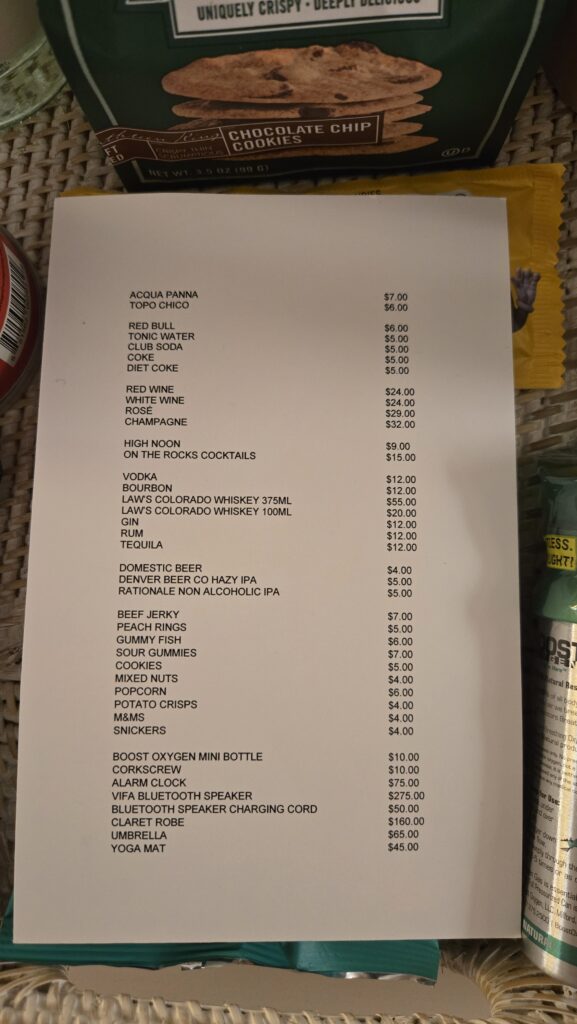 UNIQUELY CRISPY • DEEPLY DELICIOUS
CHOCOLATE CHIP
COOKIES
NET WT. 3.5 OZ (99 G)
ACQUA PANNA $7.00
TOPO CHICO $6.00
RED BULL $6.00
TONIC WATER $5.00
CLUB SODA $5.00
COKE $5.00
DIET COKE $5.00
RED WINE $24.00
WHITE WINE $24.00
ROSÉ $29.00
CHAMPAGNE $32.00
HIGH NOON $9.00
ON THE ROCKS COCKTAILS $15.00
VODKA $12.00
BOURBON $12.00
LAW'S COLORADO WHISKEY 375ML $55.00
LAW'S COLORADO WHISKEY 100ML $20.00
GIN $12.00
RUM $12.00
TEQUILA $12.00
DOMESTIC BEER $4.00
DENVER BEER CO HAZY IPA $5.00
RATIONALE NON ALCOHOLIC IPA $5.00
BEEF JERKY $7.00
PEACH RINGS $5.00
GUMMY FISH $6.00
SOUR GUMMIES $7.00
COOKIES $5.00
MIXED NUTS $4.00
POPCORN $6.00
POTATO CRISPS $4.00
M&MS $4.00
SNICKERS $4.00
BOOST OXYGEN MINI BOTTLE $10.00
CORKSCREW $10.00
ALARM CLOCK $75.00
VIFA BLUETOOTH SPEAKER $275.00
BLUETOOTH SPEAKER CHARGING CORD $50.00
CLARET ROBE $160.00
UMBRELLA $65.00
YOGA MAT $45.00
NATURAL